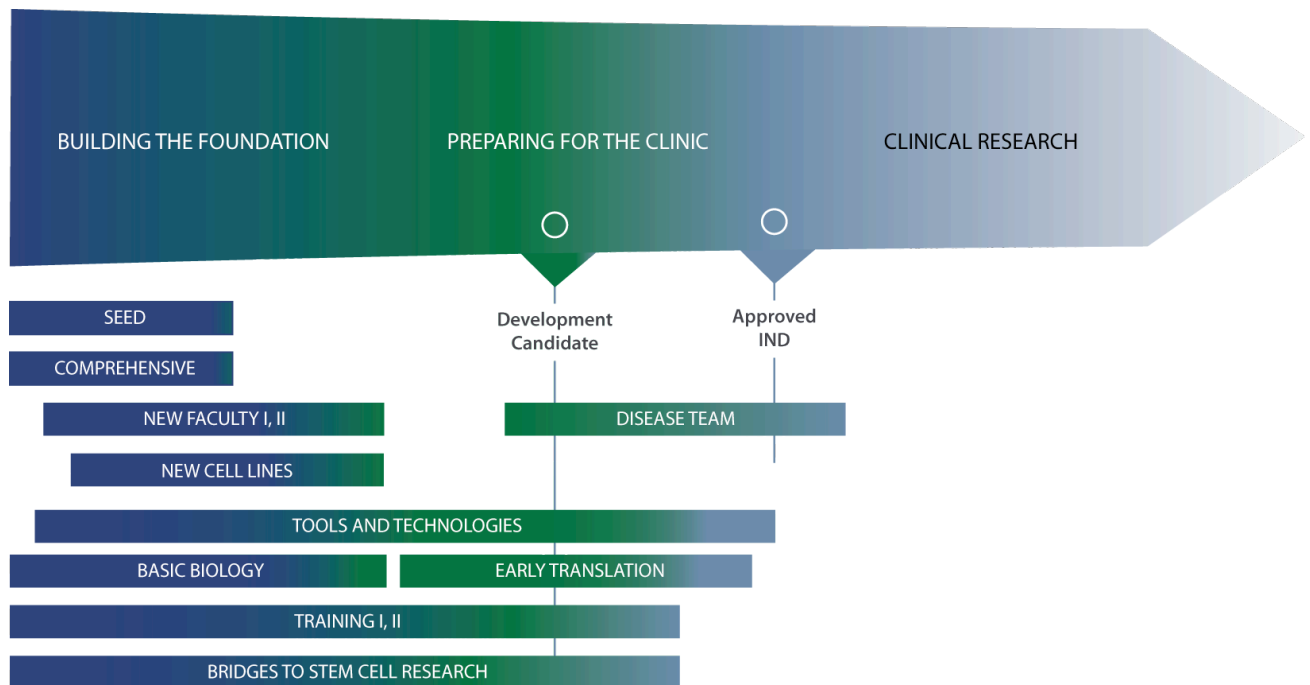 BUILDING THE FOUNDATION
PREPARING FOR THE CLINIC
CLINICAL RESEARCH
SEED
Development
Candidate
Approved
IND
COMPREHENSIVE
NEW FACULTY I, II
DISEASE TEAM
NEW CELL LINES
TOOLS AND TECHNOLOGIES
BASIC BIOLOGY
EARLY TRANSLATION
TRAINING I, II
BRIDGES TO STEM CELL RESEARCH